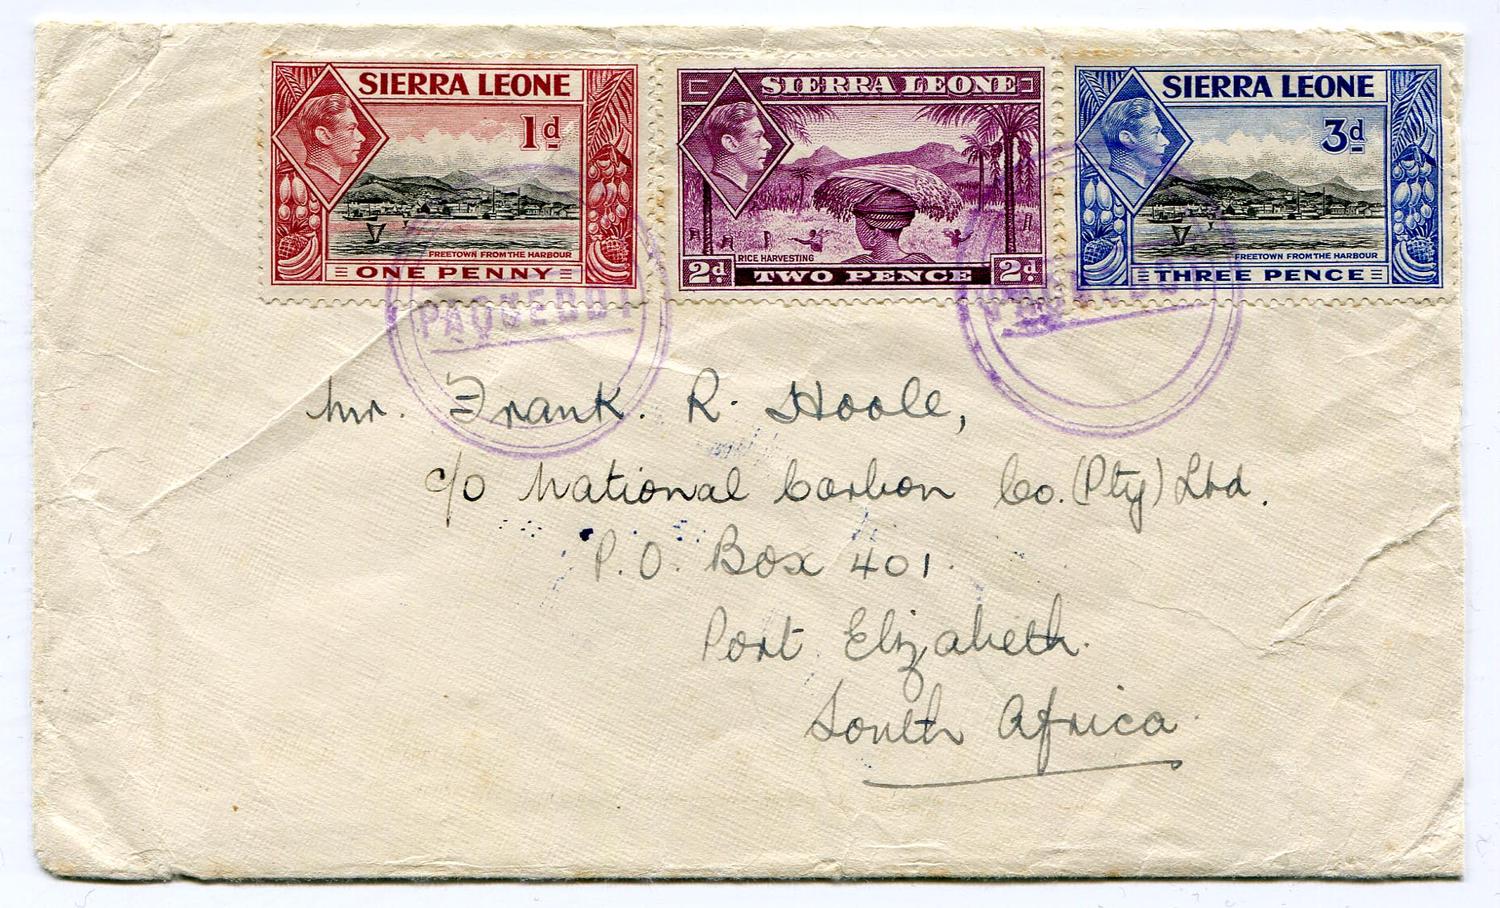 SIERRA LEONE
1d
FREETOWN FROM THE HARBOUR
ONE PENNY
SIERRA LEONE
RICE HARVESTING
2d TWO PENCE 2d
SIERRA LEONE
3d
FREETOWN FROM THE HARBOUR
THREE PENCE
PAQUEBOT
PAQUEBOT
Mr. Frank. R. Hoole,
c/o National Carbon Co. (Pty) Ltd.
P.O. Box 401.
Port Elizabeth.
South Africa.